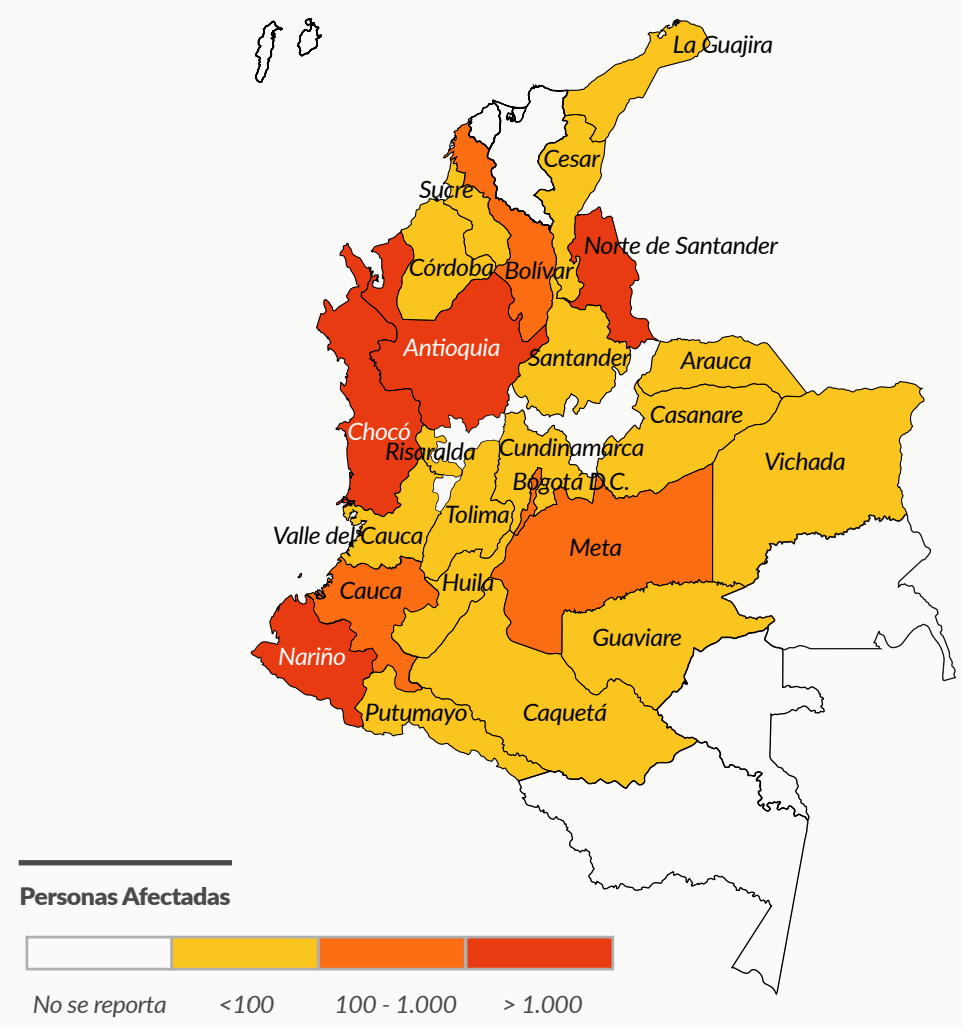 La Guajira
Cesar
Sucre
Norte de Santander
Córdoba
Bolívar
Antioquia
Santander
Arauca
Casanare
Chocó
Risaralda
Cundinamarca
Vichada
Bogotá D.C.
Tolima
Valle del Cauca
Meta
Huila
Cauca
Guaviare
Nariño
Putumayo
Caquetá
Personas Afectadas
No se reporta
<100
100 - 1.000
> 1.000